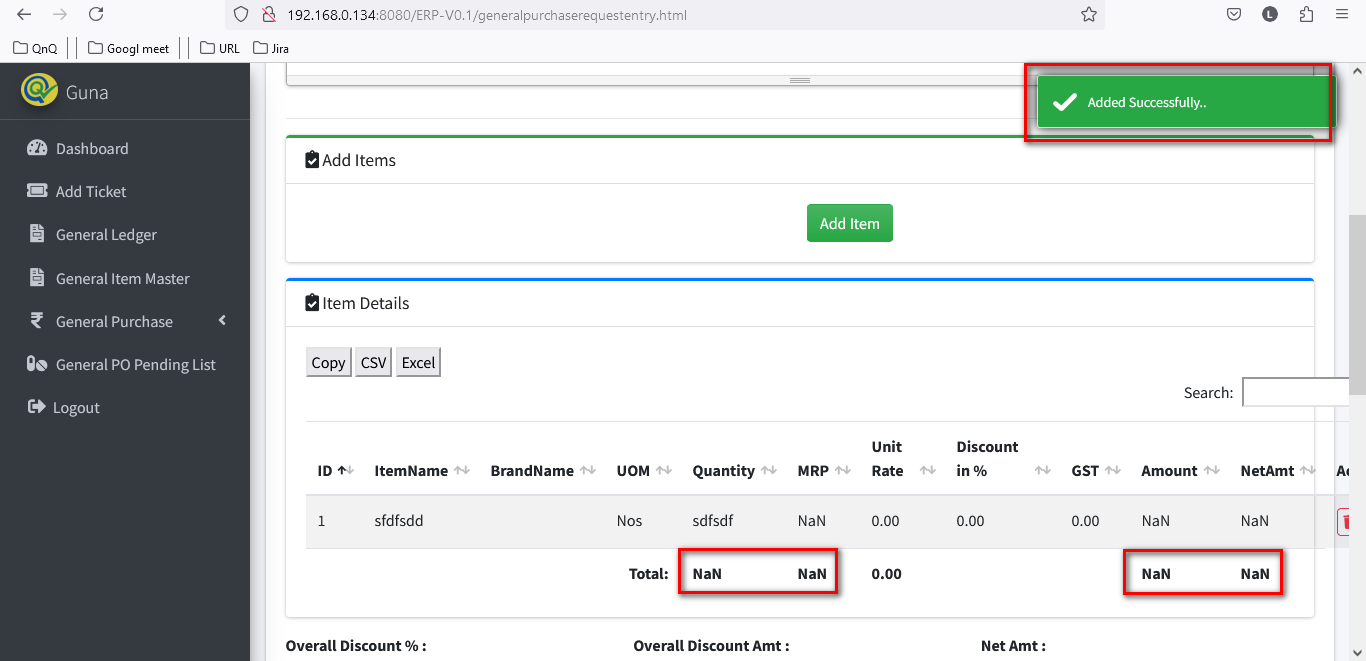 192.168.0.134:8080/ERP-V0.1/generalpurchaserequestentry.html
L
QnQ Googl meet URL Jira
Guna
Added Successfully..
Dashboard
Add Items
Add Ticket
Add Item
General Ledger
General Item Master
Item Details
General Purchase
Copy CSV Excel
General PO Pending List
Search:
Logout
ID ItemName BrandName UOM Quantity MRP Unit Rate Discount in % GST Amount NetAmt
1 sfdfsdd Nos sdfsdf NaN 0.00 0.00 0.00 NaN NaN
Total: NaN NaN 0.00 NaN NaN
Overall Discount % : Overall Discount Amt : Net Amt :